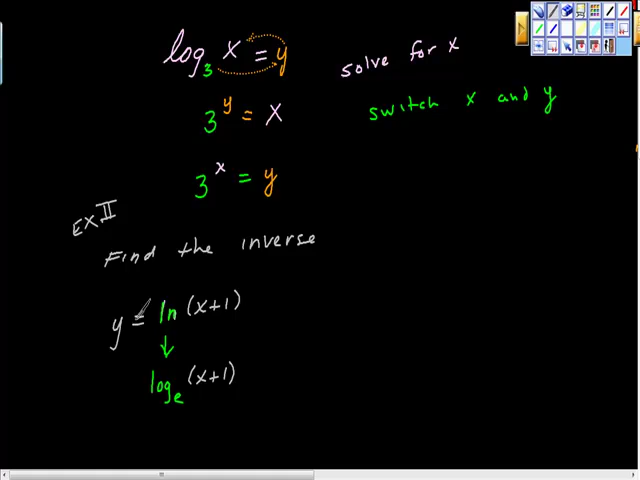 log₃ x = y
solve for x
3^y = x
switch x and y
3^x = y
EX II
Find the inverse
y = ln (x+1)
↓
logₑ (x+1)